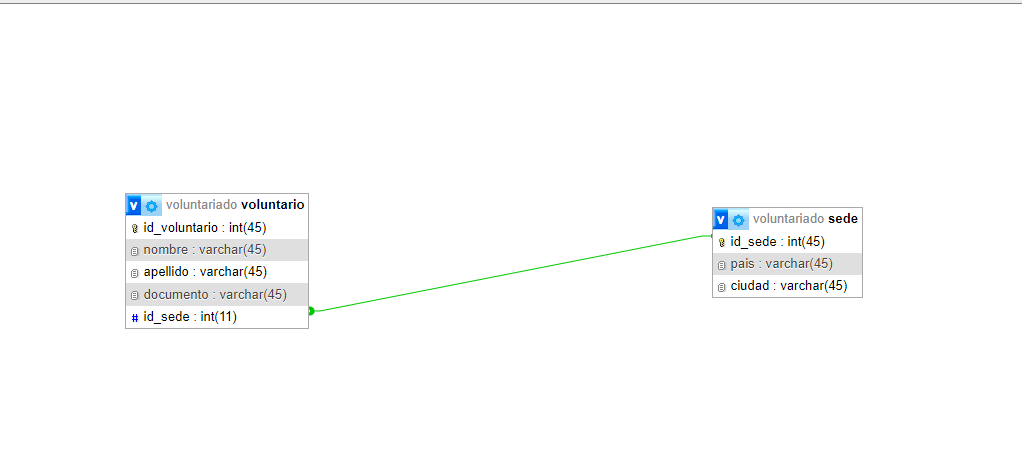 v voluntariado voluntario
id_voluntario : int(45)
nombre : varchar(45)
apellido : varchar(45)
documento : varchar(45)
# id_sede : int(11)
v voluntariado sede
id_sede : int(45)
pais : varchar(45)
ciudad : varchar(45)